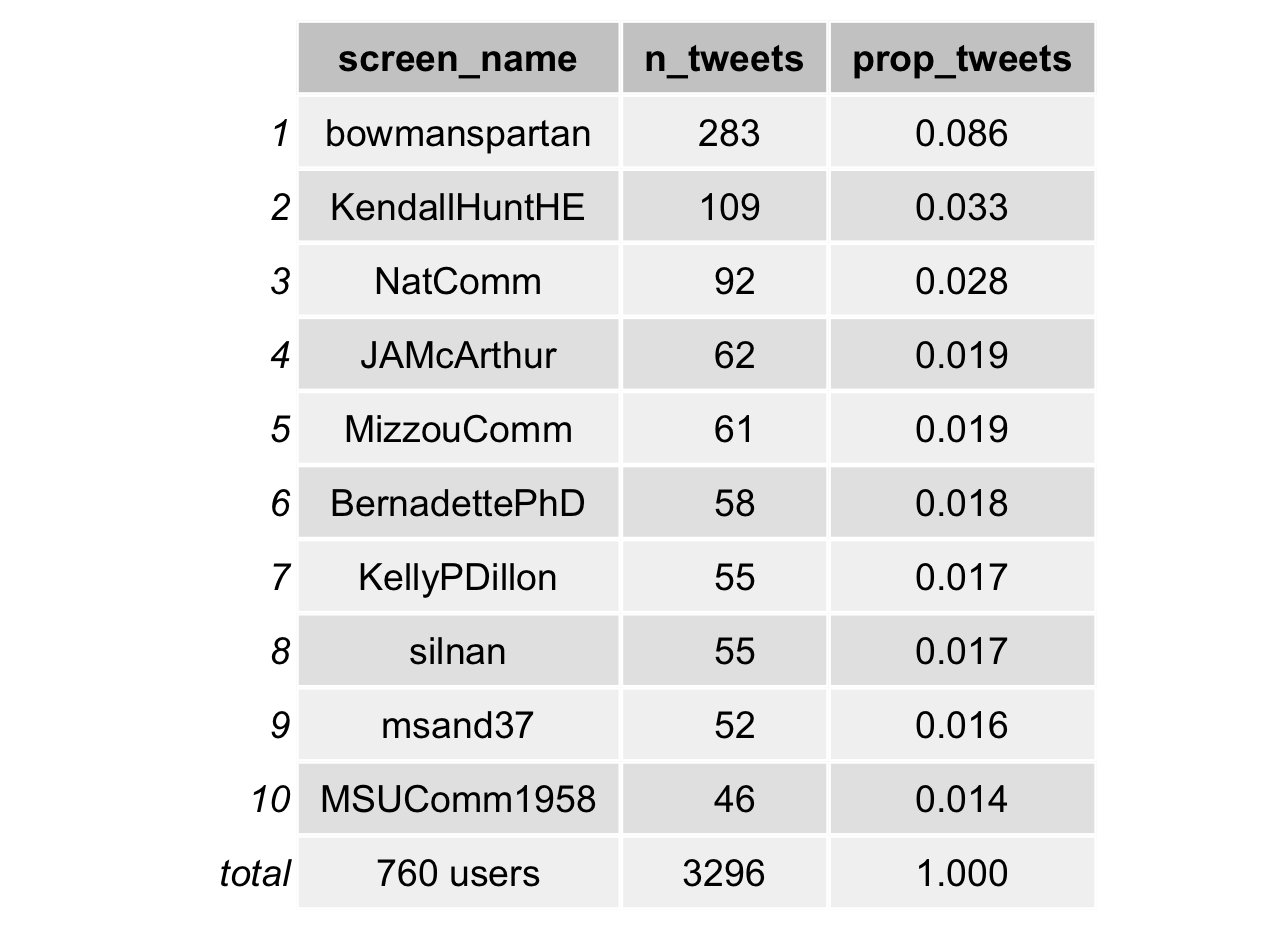 screen_name n_tweets prop_tweets
1 bowmanspartan 283 0.086
2 KendallHuntHE 109 0.033
3 NatComm 92 0.028
4 JAMcArthur 62 0.019
5 MizzouComm 61 0.019
6 BernadettePhD 58 0.018
7 KellyPDillon 55 0.017
8 silnan 55 0.017
9 msand37 52 0.016
10 MSUComm1958 46 0.014
total 760 users 3296 1.000